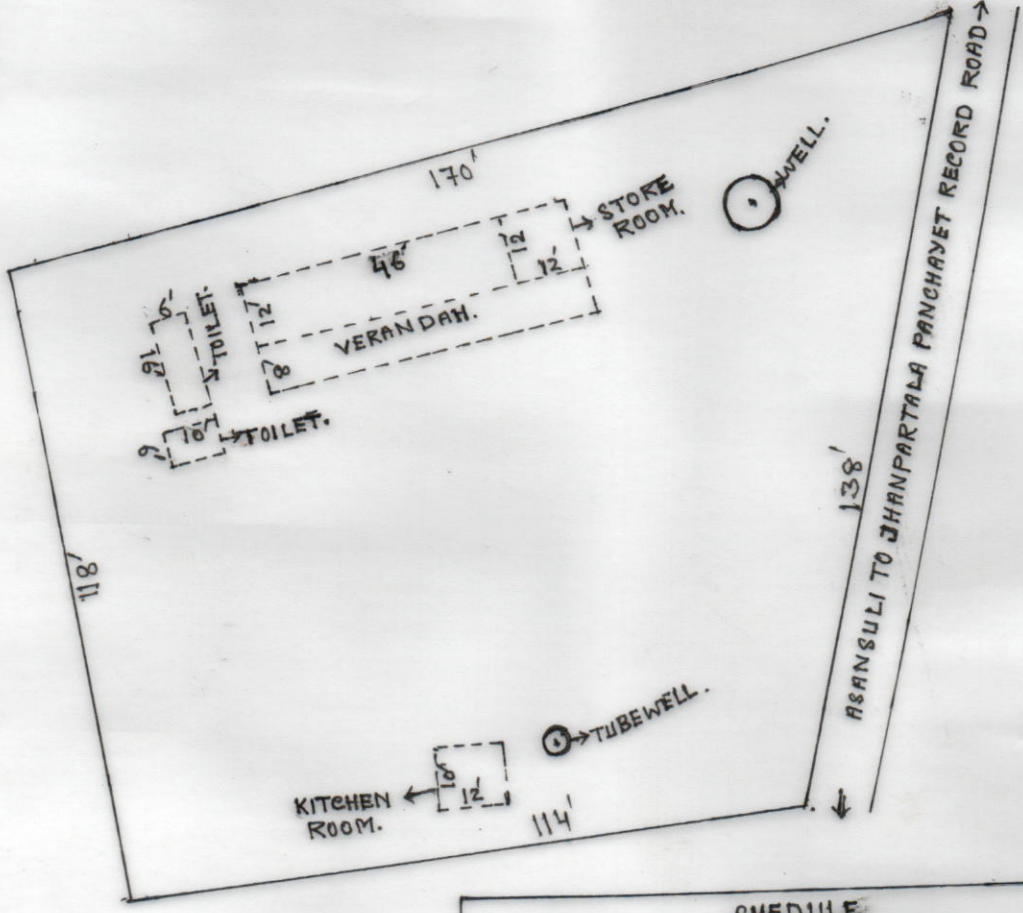 170'
ASANSULI TO JHANPARTALA PANCHAYET RECORD ROAD
WELL.
STORE
ROOM.
46'
12
12'
12'
VERANDAH.
8'
6'
16'
TOILET.
10'
6'
TOILET.
118'
138'
TUBEWELL.
KITCHEN
ROOM.
10'
12'
114'